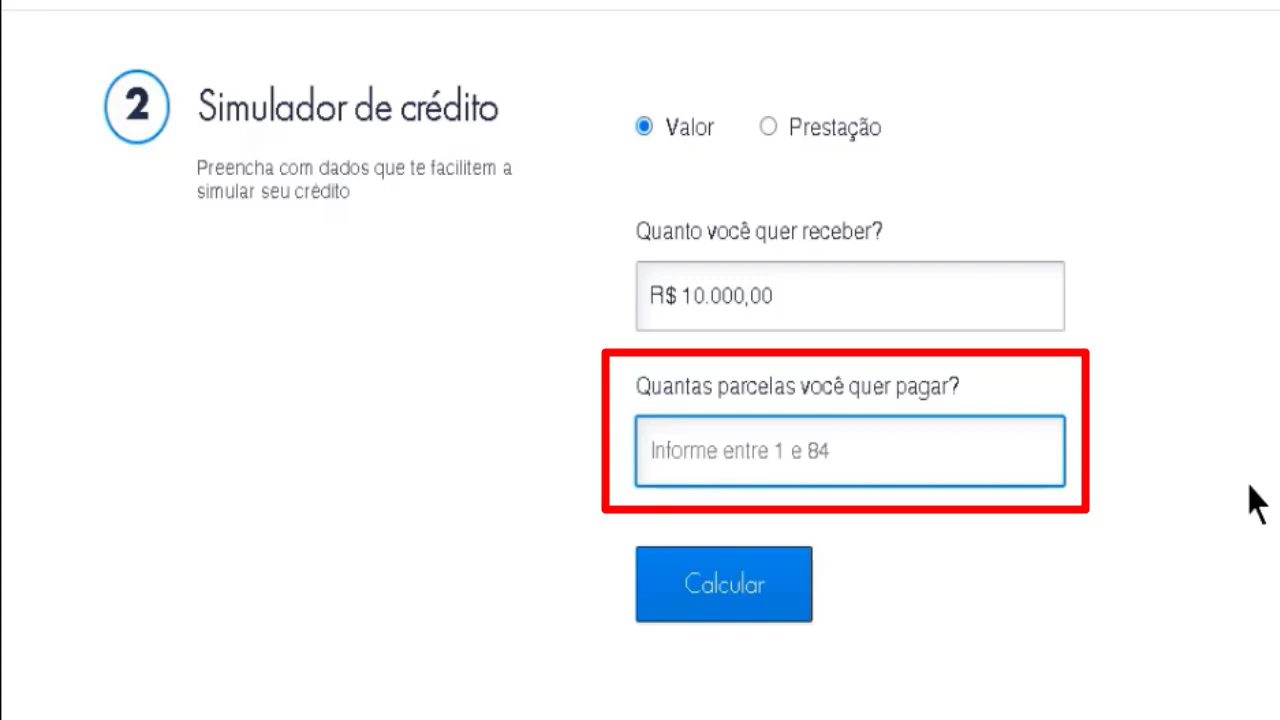 2
Simulador de crédito
Preencha com dados que te facilitem a
simular seu crédito
Valor
Prestação
Quanto você quer receber?
R$ 10.000,00
Quantas parcelas você quer pagar?
Informe entre 1 e 84
Calcular